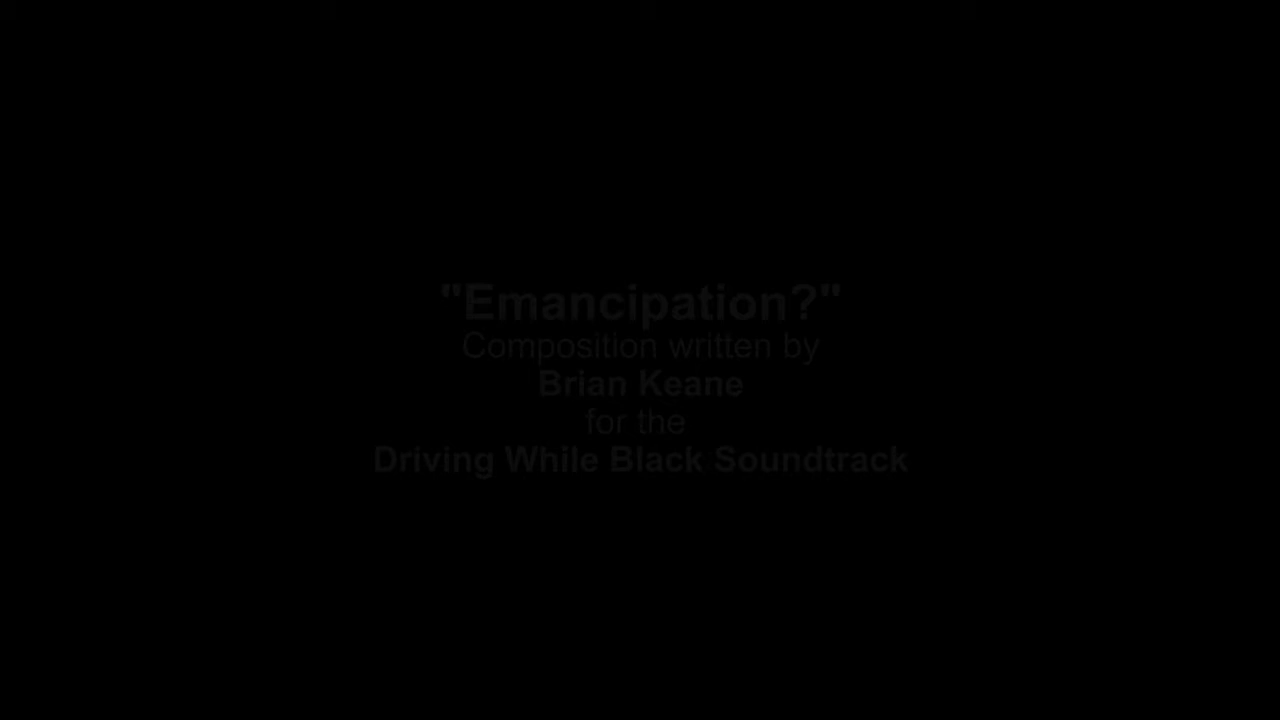 "Emancipation?"
Composition written by
Brian Keane
for the
Driving While Black Soundtrack